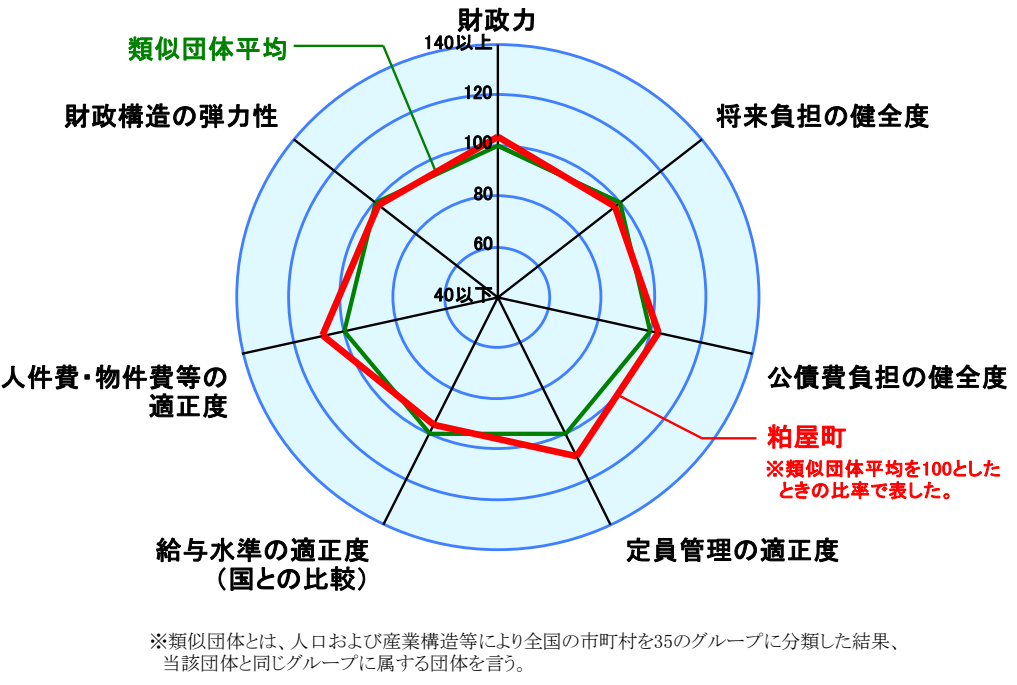 財政力
140以上
類似団体平均
120
財政構造の弾力性
将来負担の健全度
100
80
60
40以下
人件費・物件費等の
適正度
公債費負担の健全度
粕屋町
※類似団体平均を100とした
ときの比率で表した。
給与水準の適正度
（国との比較）
定員管理の適正度
※類似団体とは、人口および産業構造等により全国の市町村を35のグループに分類した結果、
当該団体と同じグループに属する団体を言う。